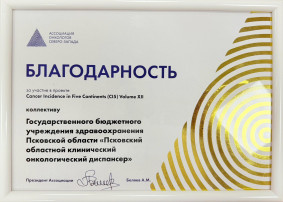 АССОЦИАЦИЯ
ОНКОЛОГОВ
СЕВЕРО-ЗАПАДА
БЛАГОДАРНОСТЬ
за участие в проекте
Cancer Incidence in Five Continents (CI5) Volume XII
коллективу
Государственного бюджетного
учреждения здравоохранения
Псковской области «Псковский
областной клинический
онкологический диспансер»
Президент Ассоциации
Беляев А.М.